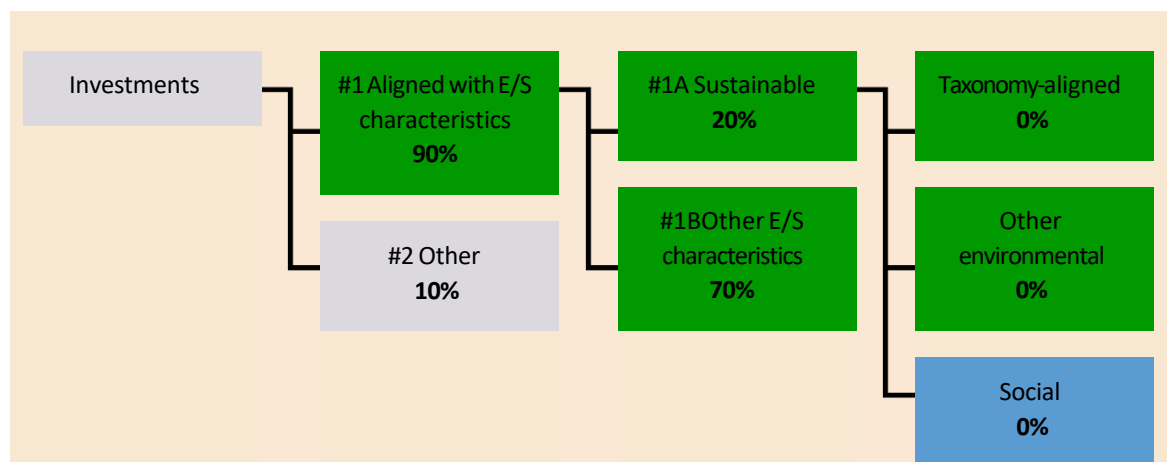 Investments
#1 Aligned with E/S
characteristics
90%
#2 Other
10%
#1A Sustainable
20%
#1BOther E/S
characteristics
70%
Taxonomy-aligned
0%
Other
environmental
0%
Social
0%